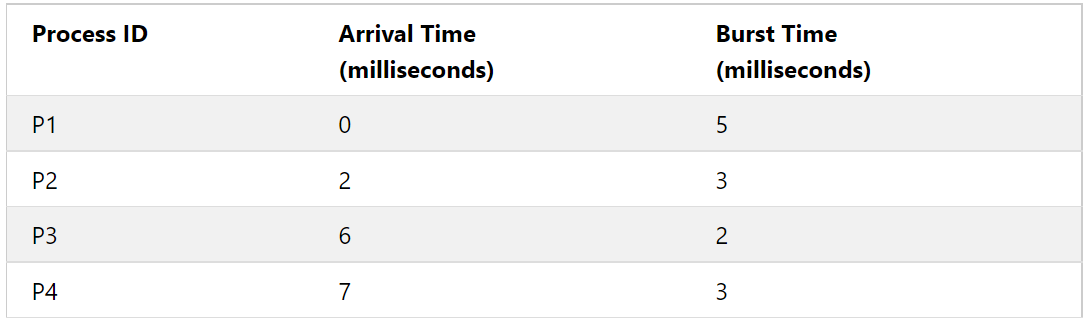 Process ID Arrival Time Burst Time
(milliseconds) (milliseconds)
P1 0 5
P2 2 3
P3 6 2
P4 7 3